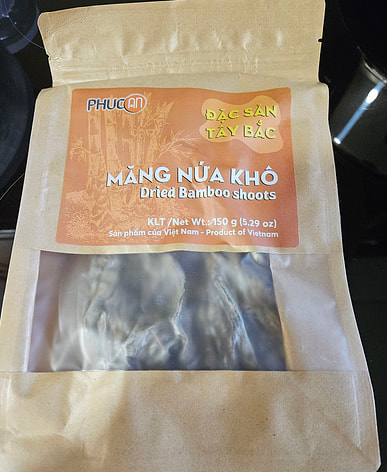 PHÚC AN
ĐẶC SẢN
TÂY BẮC
MĂNG NỨA KHÔ
Dried Bamboo shoots
KLT /Net Wt.: 150 g (5.29 oz)
Sản phẩm của Việt Nam - Product of Vietnam